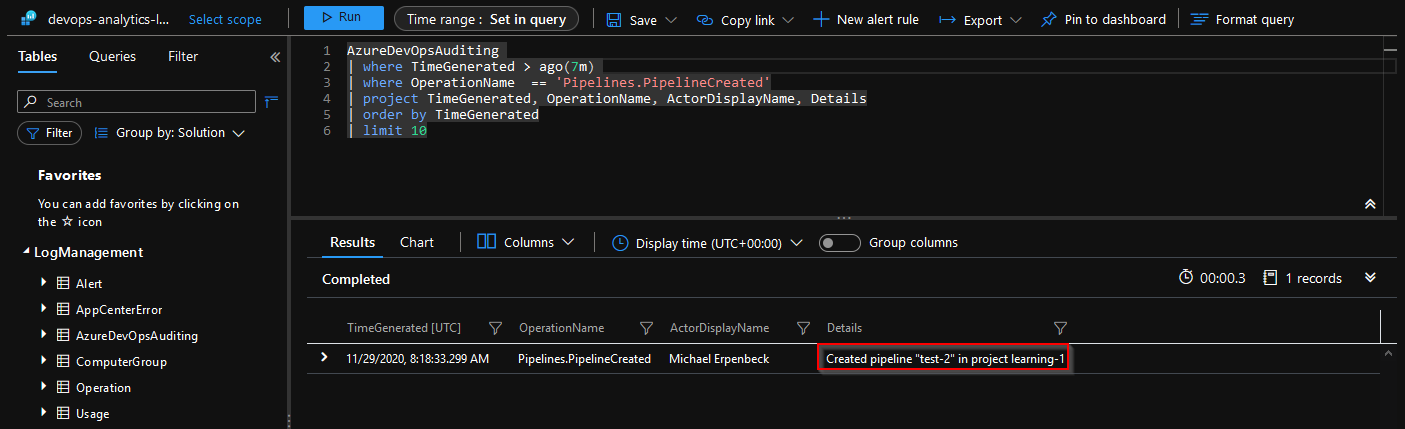 devops-analytics-l... Select scope Run Time range : Set in query Save Copy link New alert rule Export Pin to dashboard Format query
Tables Queries Filter
Search
Filter Group by: Solution
Favorites
You can add favorites by clicking on
the ☆ icon
LogManagement
Alert
AppCenterError
AzureDevOpsAuditing
ComputerGroup
Operation
Usage
1 AzureDevOpsAuditing
2 | where TimeGenerated > ago(7m)
3 | where OperationName  == 'Pipelines.PipelineCreated'
4 | project TimeGenerated, OperationName, ActorDisplayName, Details
5 | order by TimeGenerated
6 | limit 10
Results Chart Columns Display time (UTC+00:00) Group columns
Completed 00:00.3 1 records
TimeGenerated [UTC] OperationName ActorDisplayName Details
11/29/2020, 8:18:33.299 AM Pipelines.PipelineCreated Michael Erpenbeck Created pipeline "test-2" in project learning-1